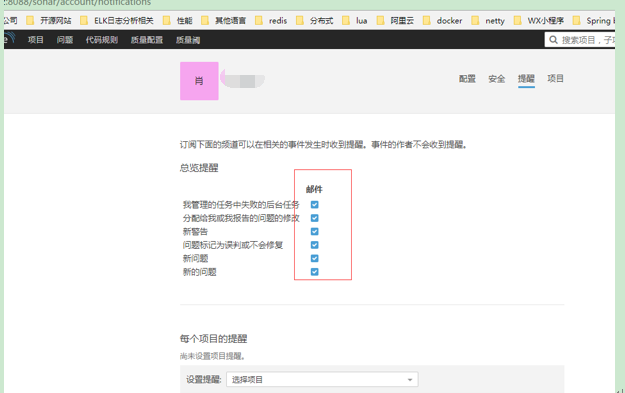 :8088/sonar/account/notifications
公司 开源网站 ELK日志分析相关 性能 其他语言 redis 分布式 lua 阿里云 docker netty WX小程序 Spring b
e 项目 问题 代码规则 质量配置 质量阈 搜索项目，子项
肖
配置 安全 提醒 项目
订阅下面的频道可以在相关的事件发生时收到提醒。事件的作者不会收到提醒。
总览提醒
邮件
我管理的任务中失败的后台任务
分配给我或我报告的问题的修改
新警告
问题标记为误判或不会修复
新问题
新的问题
每个项目的提醒
尚未设置项目提醒。
设置提醒: 选择项目